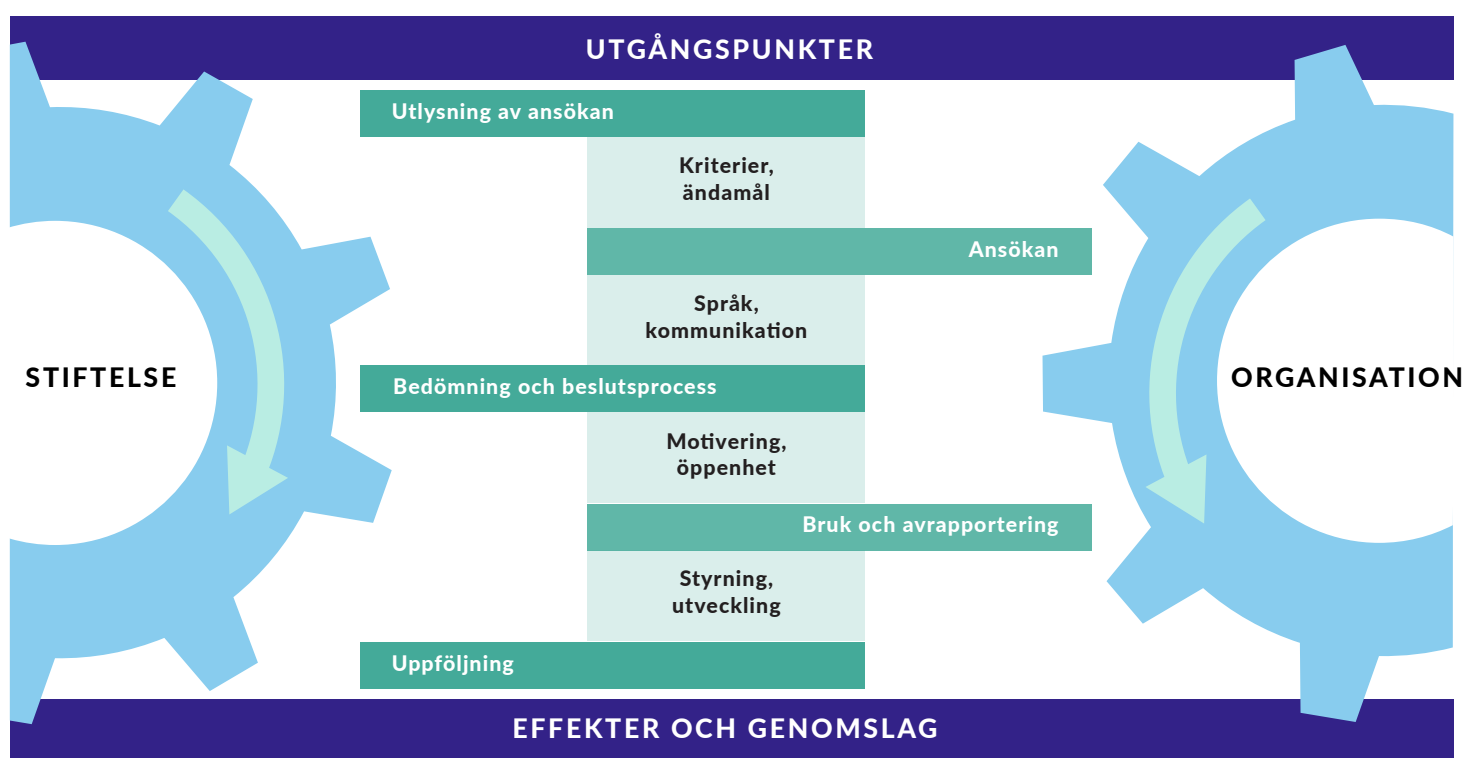 UTGÅNGSPUNKTER
Utlysning av ansökan
Kriterier,
ändamål
Ansökan
Språk,
kommunikation
STIFTELSE
ORGANISATION
Bedömning och beslutsprocess
Motivering,
öppenhet
Bruk och avrapportering
Styrning,
utveckling
Uppföljning
EFFEKTER OCH GENOMSLAG